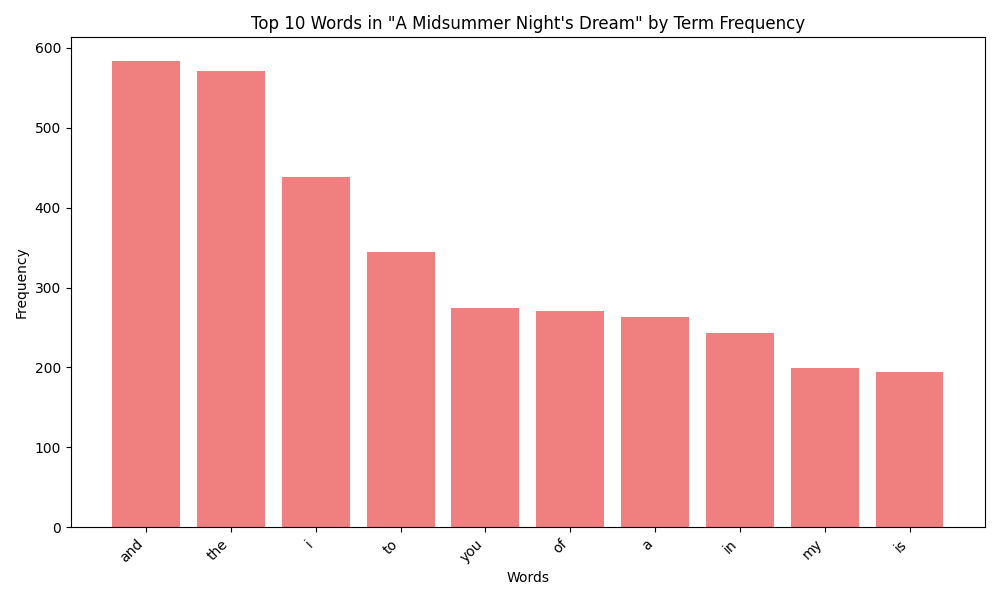 Top 10 Words in "A Midsummer Night's Dream" by Term Frequency
600
500
400
300
200
100
0
Frequency
and
the
i
to
you
of
a
in
my
is
Words